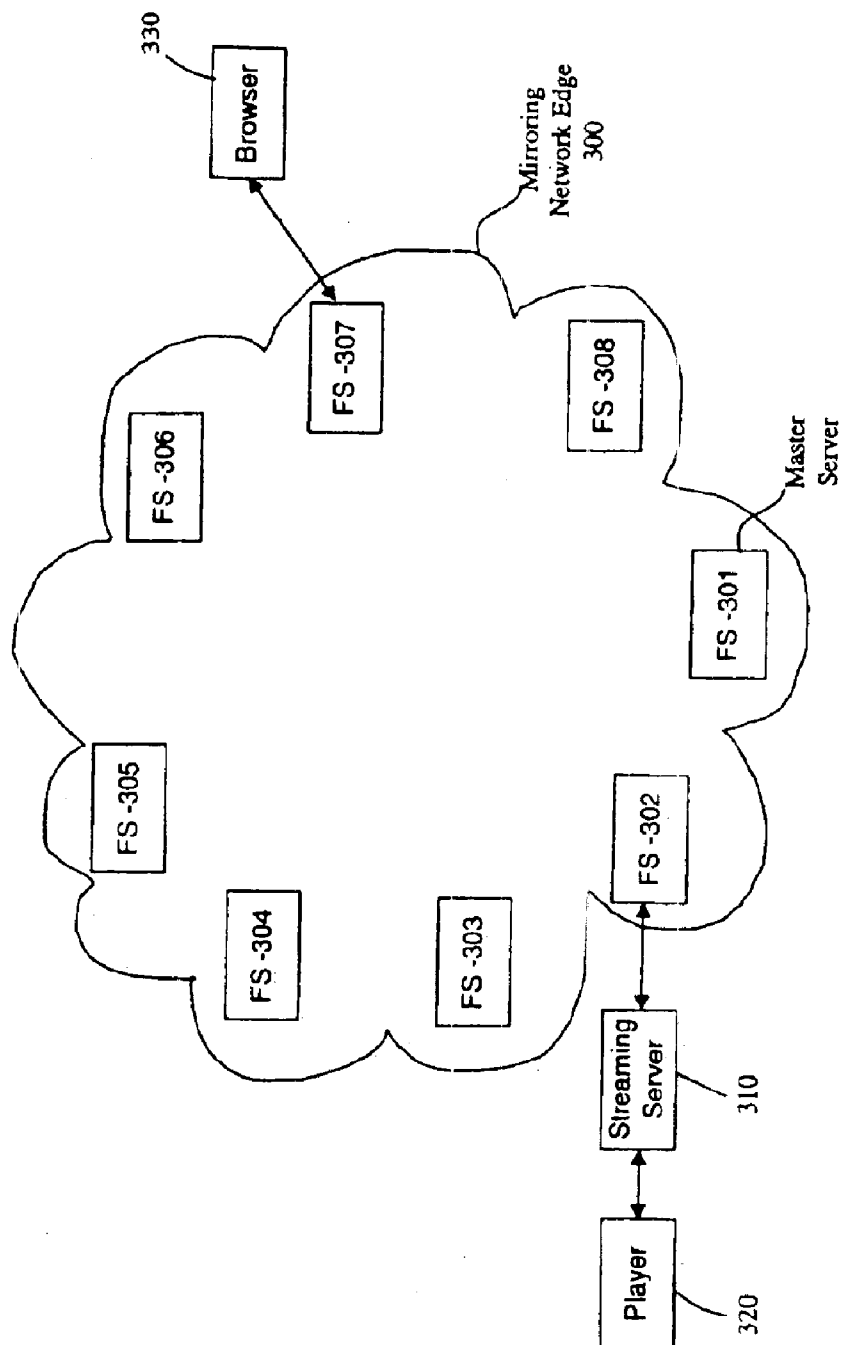 330
Browser
Mirroring
Network Edge
300
FS -307
FS -306
FS -308
Master
Server
FS -301
FS -305
FS -302
FS -304
FS -303
Streaming
Server
310
Player
320